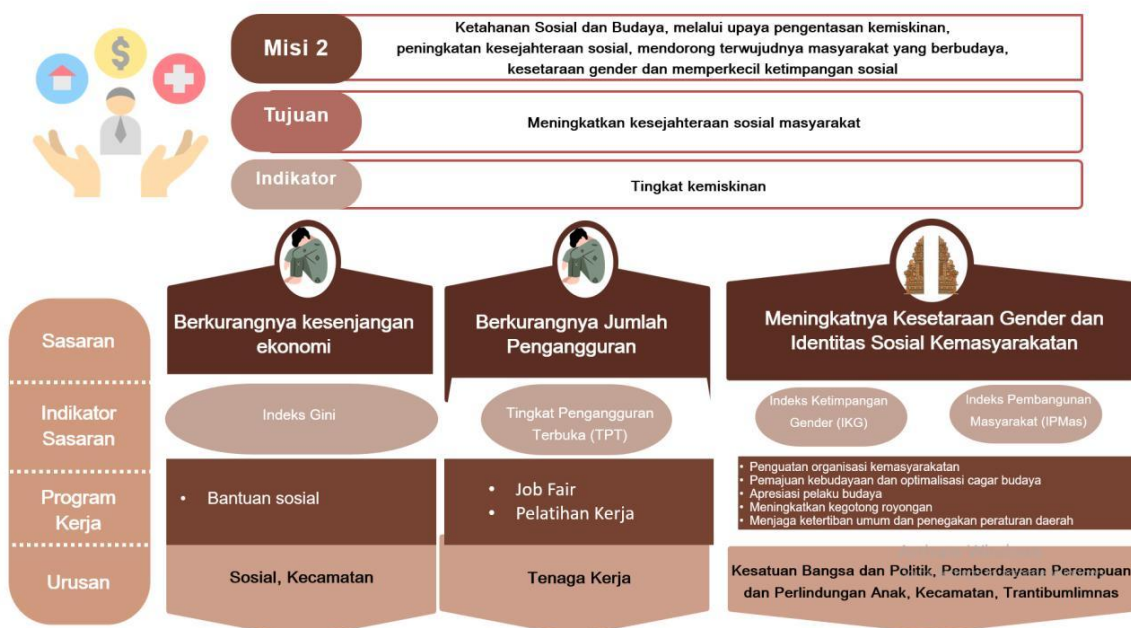 Misi 2
Ketahanan Sosial dan Budaya, melalui upaya pengentasan kemiskinan,
peningkatan kesejahteraan sosial, mendorong terwujudnya masyarakat yang berbudaya,
kesetaraan gender dan memperkecil ketimpangan sosial
Tujuan
Meningkatkan kesejahteraan sosial masyarakat
Indikator
Tingkat kemiskinan
Sasaran
Berkurangnya kesenjangan
ekonomi
Berkurangnya Jumlah
Pengangguran
Meningkatnya Kesetaraan Gender dan
Identitas Sosial Kemasyarakatan
Indikator
Sasaran
Indeks Gini
Tingkat Pengangguran
Terbuka (TPT)
Indeks Ketimpangan
Gender (IKG)
Indeks Pembangunan
Masyarakat (IPMas)
Program
Kerja
• Bantuan sosial
• Job Fair
• Pelatihan Kerja
• Penguatan organisasi kemasyarakatan
• Pemajuan kebudayaan dan optimalisasi cagar budaya
• Apresiasi pelaku budaya
• Meningkatkan kegotong royongan
• Menjaga ketertiban umum dan penegakan peraturan daerah
Urusan
Sosial, Kecamatan
Tenaga Kerja
Kesatuan Bangsa dan Politik, Pemberdayaan Perempuan
dan Perlindungan Anak, Kecamatan, Trantibumlimnas